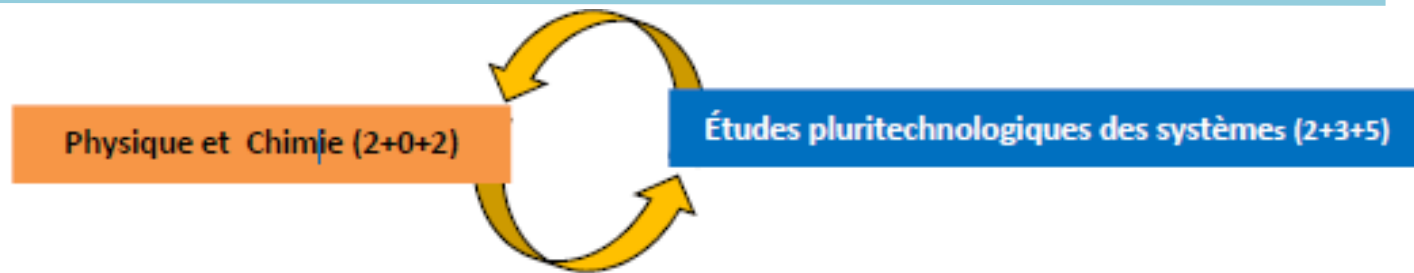 Physique et Chimie (2+0+2)
Études pluritechnologiques des systèmes (2+3+5)